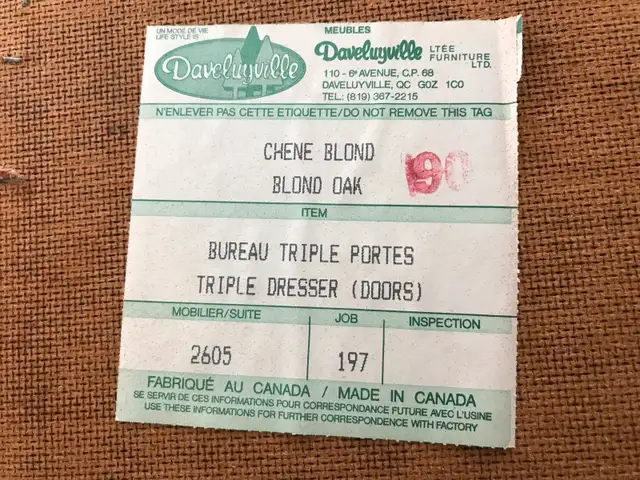 UN MODE DE VIE
LIFE STYLE IS
Daveluyville
MEUBLES
Daveluyville LTÉE FURNITURE LTD.
110 - 6e AVENUE, C.P. 68
DAVELUYVILLE, QC G0Z 1C0
TEL.: (819) 367-2215
N'ENLEVER PAS CETTE ETIQUETTE/DO NOT REMOVE THIS TAG
CHENE BLOND
BLOND OAK
90
ITEM
BUREAU TRIPLE PORTES
TRIPLE DRESSER (DOORS)
MOBILIER/SUITE JOB INSPECTION
2605 197
FABRIQUÉ AU CANADA / MADE IN CANADA
SE SERVIR DE CES INFORMATIONS POUR CORRESPONDANCE FUTURE AVEC L'USINE
USE THESE INFORMATIONS FOR FURTHER CORRESPONDENCE WITH FACTORY